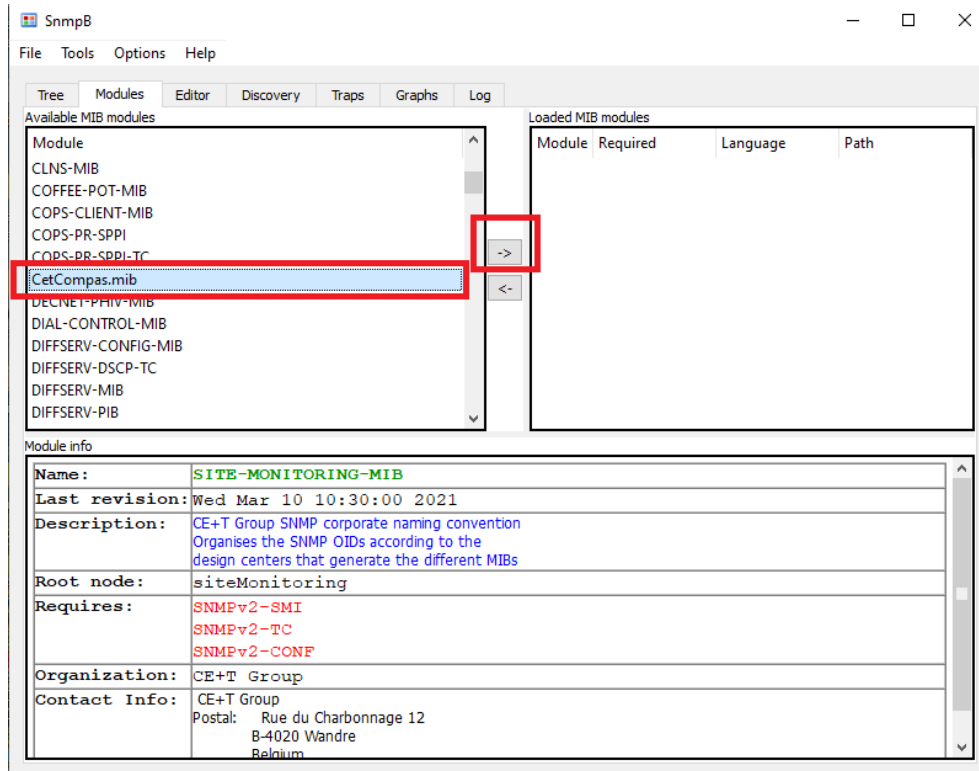 SnmpB
File Tools Options Help
Tree Modules Editor Discovery Traps Graphs Log
Available MIB modules
Loaded MIB modules
Module
Module Required Language Path
CLNS-MIB
COFFEE-POT-MIB
COPS-CLIENT-MIB
COPS-PR-SPPI
COPS-PR-SPPI-TC
->
CetCompas.mib
<-
DECNET-PHIV-MIB
DIAL-CONTROL-MIB
DIFFSERV-CONFIG-MIB
DIFFSERV-DSCP-TC
DIFFSERV-MIB
DIFFSERV-PIB
Module info
Name: SITE-MONITORING-MIB
Last revision: Wed Mar 10 10:30:00 2021
Description: CE+T Group SNMP corporate naming convention
Organises the SNMP OIDs according to the
design centers that generate the different MIBs
Root node: siteMonitoring
Requires: SNMPv2-SMI
SNMPv2-TC
SNMPv2-CONF
Organization: CE+T Group
Contact Info: CE+T Group
Postal: Rue du Charbonnage 12
B-4020 Wandre
Belgium